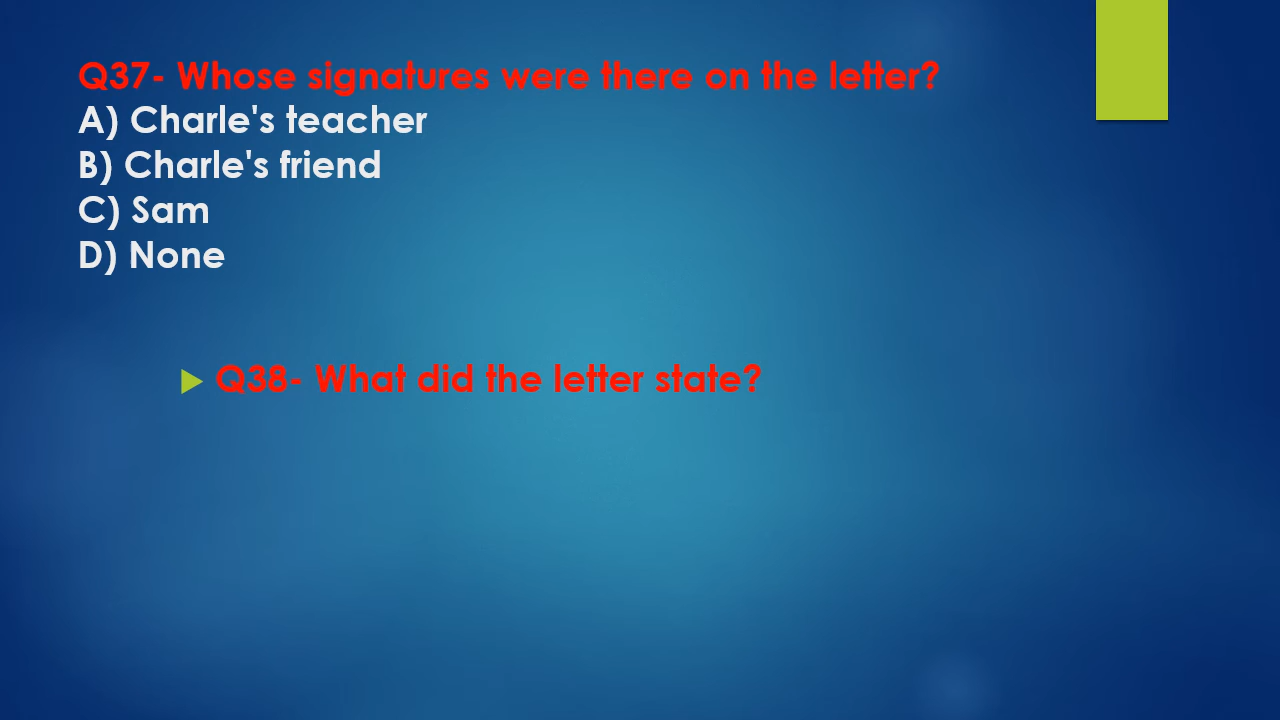 Q37- Whose signatures were there on the letter?
A) Charle's teacher
B) Charle's friend
C) Sam
D) None
Q38- What did the letter state?